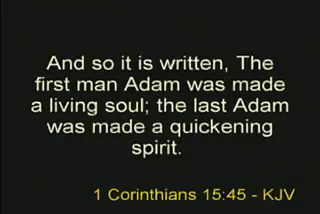 And so it is written, The
first man Adam was made
a living soul; the last Adam
was made a quickening
spirit.
1 Corinthians 15:45 - KJV